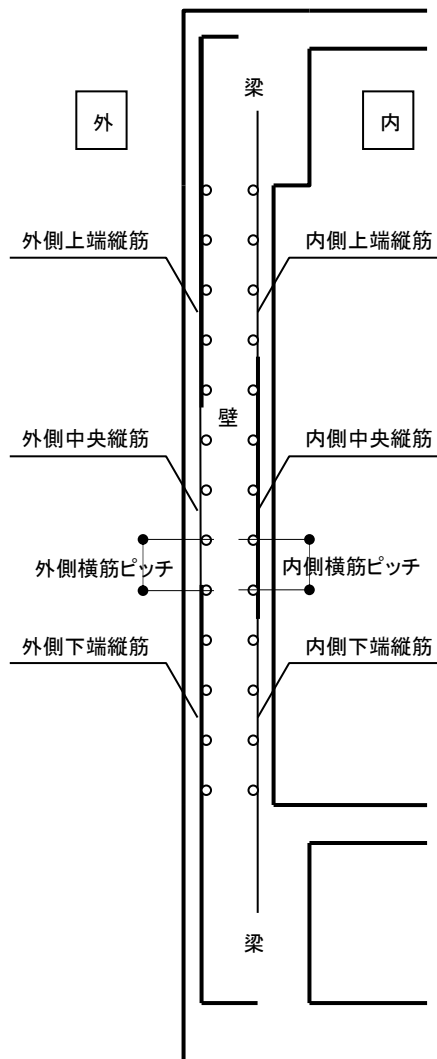 梁
外
内
外側上端縦筋
内側上端縦筋
壁
外側中央縦筋
内側中央縦筋
外側横筋ピッチ
内側横筋ピッチ
外側下端縦筋
内側下端縦筋
梁